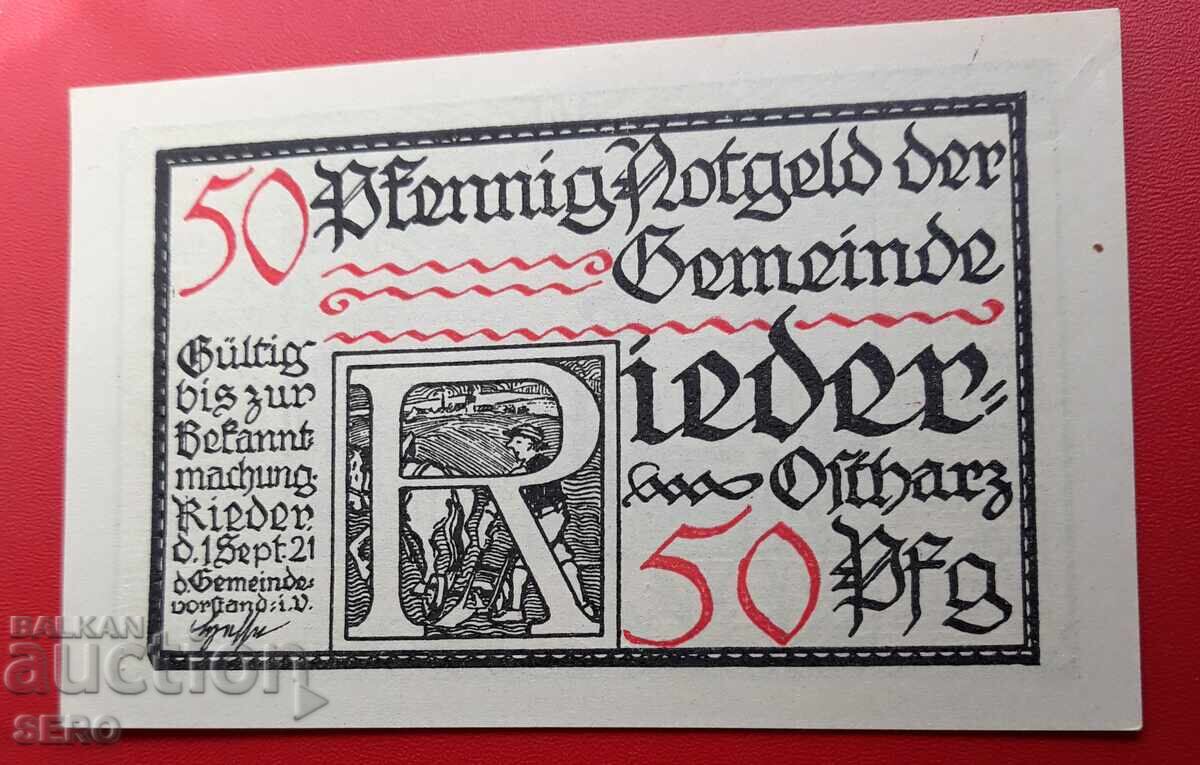 50 Pfennig Notgeld der
Gemeinde
Rieder-
Ostharz
50 Pfg
Gültig
bis zur
Bekannt-
machung.
Rieder.
d. 1 Sept. 21
d. Gemeinde-
vorstand: i.V.
BALKAN
auction
SERO